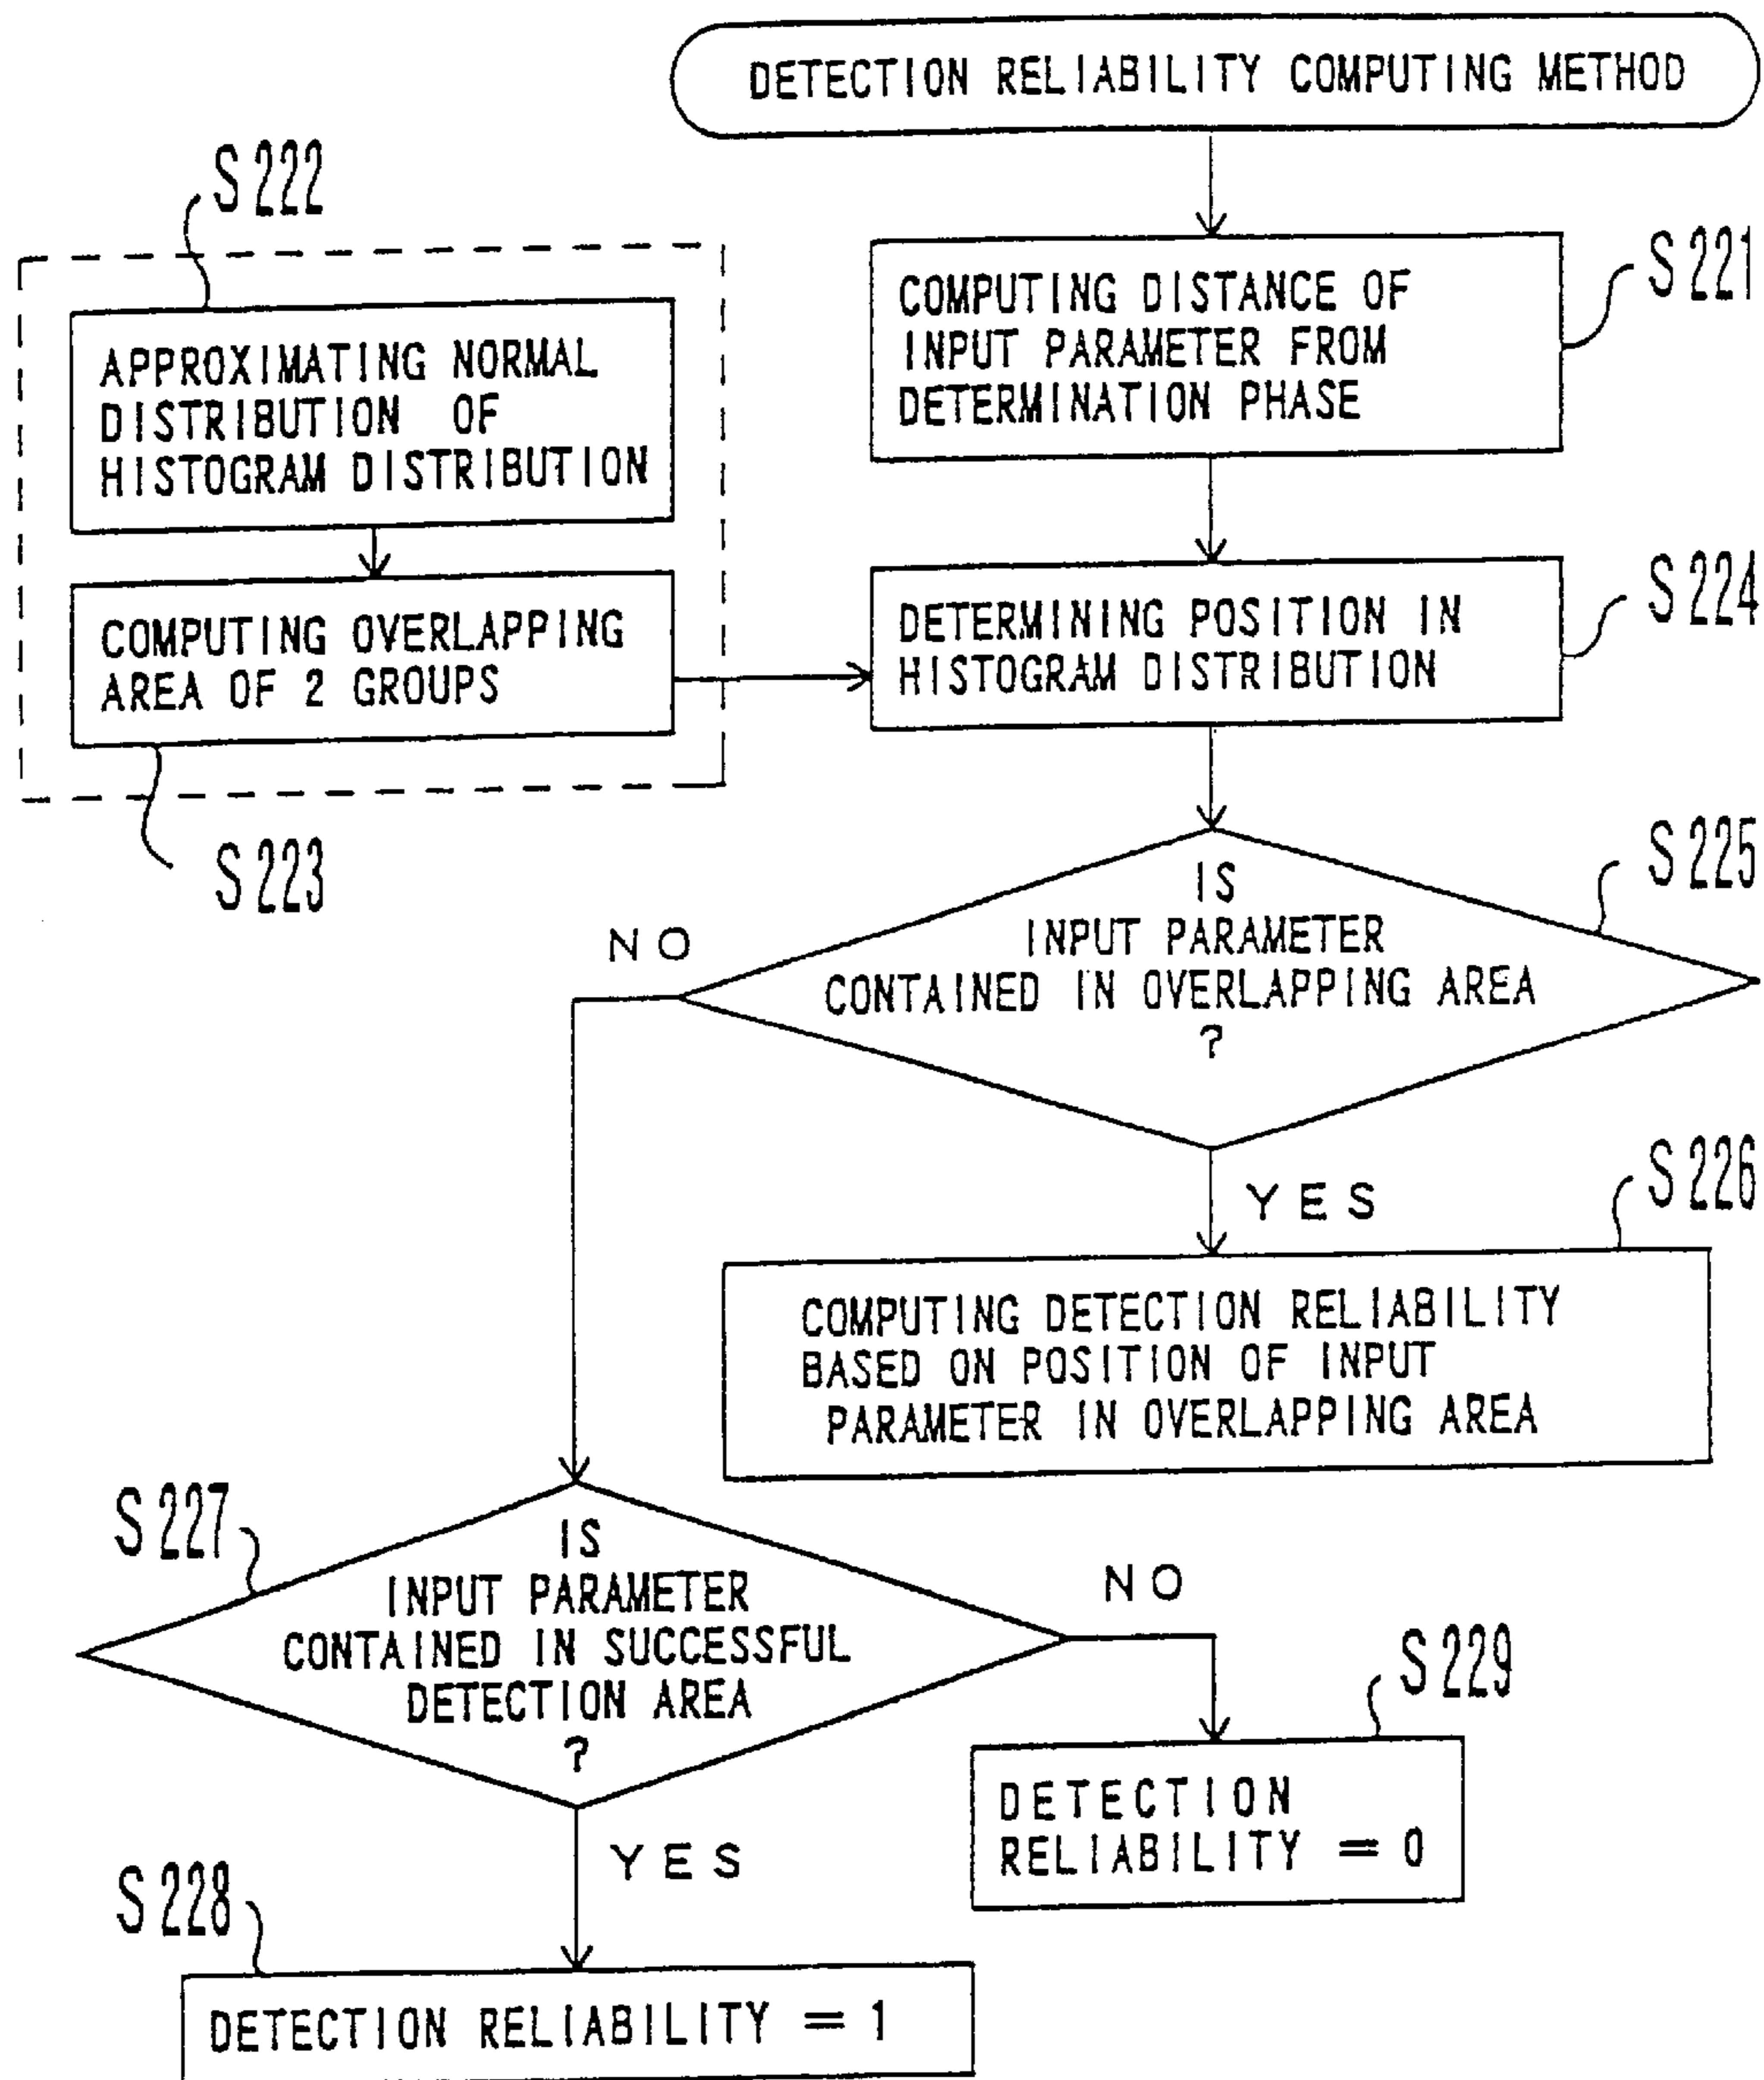 DETECTION RELIABILITY COMPUTING METHOD
S222
S221
COMPUTING DISTANCE OF
INPUT PARAMETER FROM
DETERMINATION PHASE
APPROXIMATING NORMAL
DISTRIBUTION OF
HISTOGRAM DISTRIBUTION
S224
COMPUTING OVERLAPPING
AREA OF 2 GROUPS
DETERMINING POSITION IN
HISTOGRAM DISTRIBUTION
S223
S225
IS
INPUT PARAMETER
CONTAINED IN OVERLAPPING AREA
?
NO
YES
S226
COMPUTING DETECTION RELIABILITY
BASED ON POSITION OF INPUT
PARAMETER IN OVERLAPPING AREA
S227
IS
INPUT PARAMETER
CONTAINED IN SUCCESSFUL
DETECTION AREA
?
NO
S229
DETECTION
RELIABILITY = 0
YES
S228
DETECTION RELIABILITY = 1